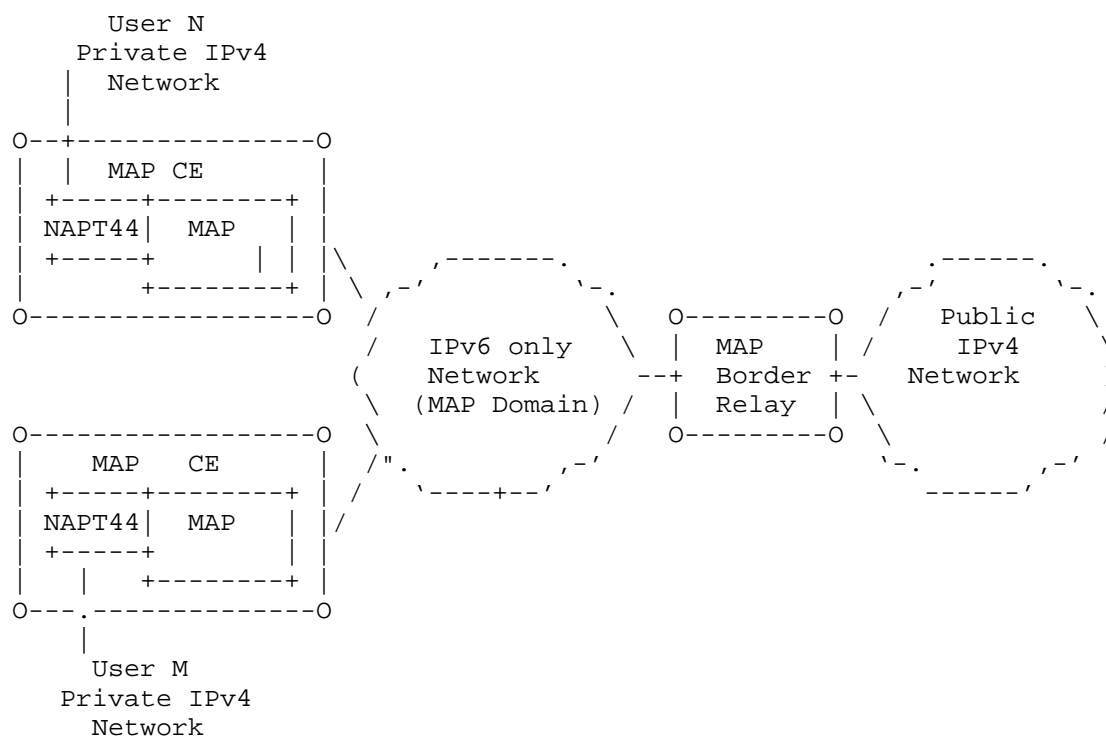 User N
Private IPv4
Network
MAP CE
NAPT44 MAP
IPv6 only
Network
(MAP Domain)
MAP
Border
Relay
Public
IPv4
Network
MAP CE
NAPT44 MAP
User M
Private IPv4
Network